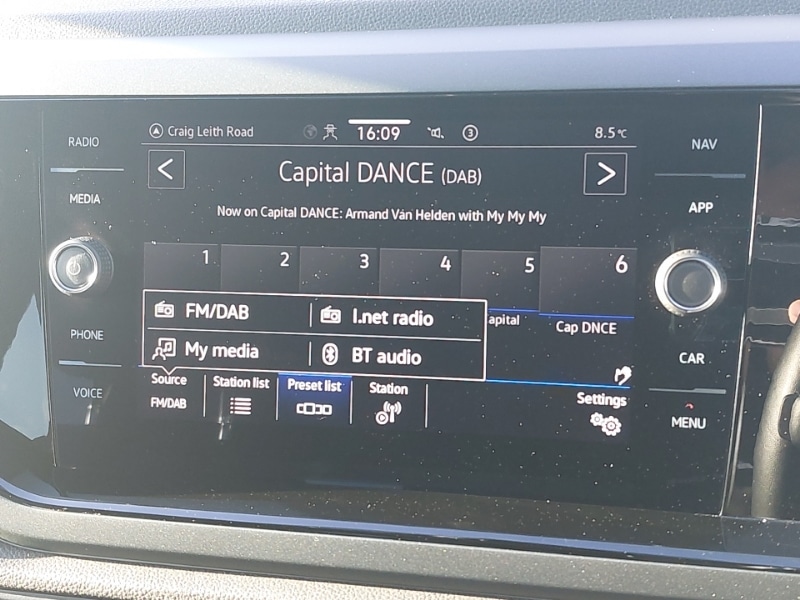 RADIO
MEDIA
PHONE
VOICE
Craig Leith Road
16:09
3
8.5°C
Capital DANCE (DAB)
Now on Capital DANCE: Armand Van Helden with My My My
1 2 3 4 5 6
apital
Cap DNCE
FM/DAB
I.net radio
My media
BT audio
Source
FM/DAB
Station list
Preset list
Station
Settings
NAV
APP
CAR
MENU